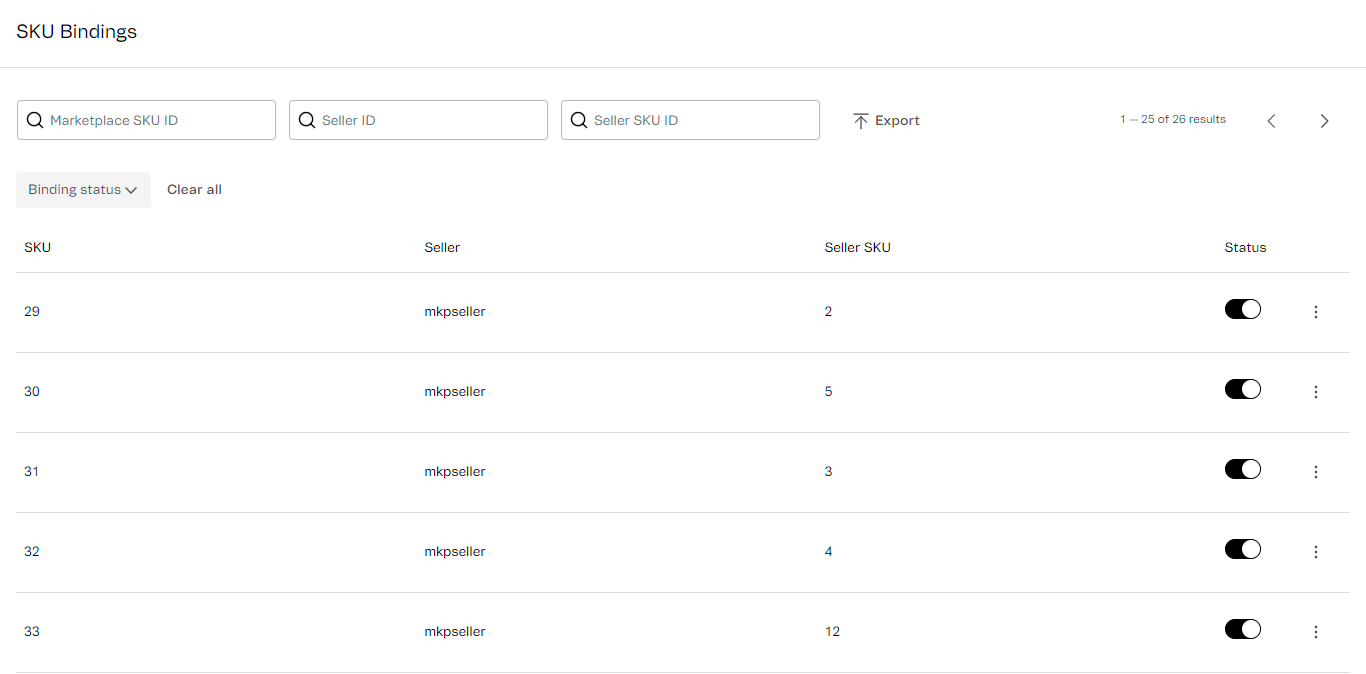 SKU Bindings
Marketplace SKU ID Seller ID Seller SKU ID Export 1 — 25 of 26 results
Binding status Clear all
SKU Seller Seller SKU Status
29 mkpseller 2
30 mkpseller 5
31 mkpseller 3
32 mkpseller 4
33 mkpseller 12